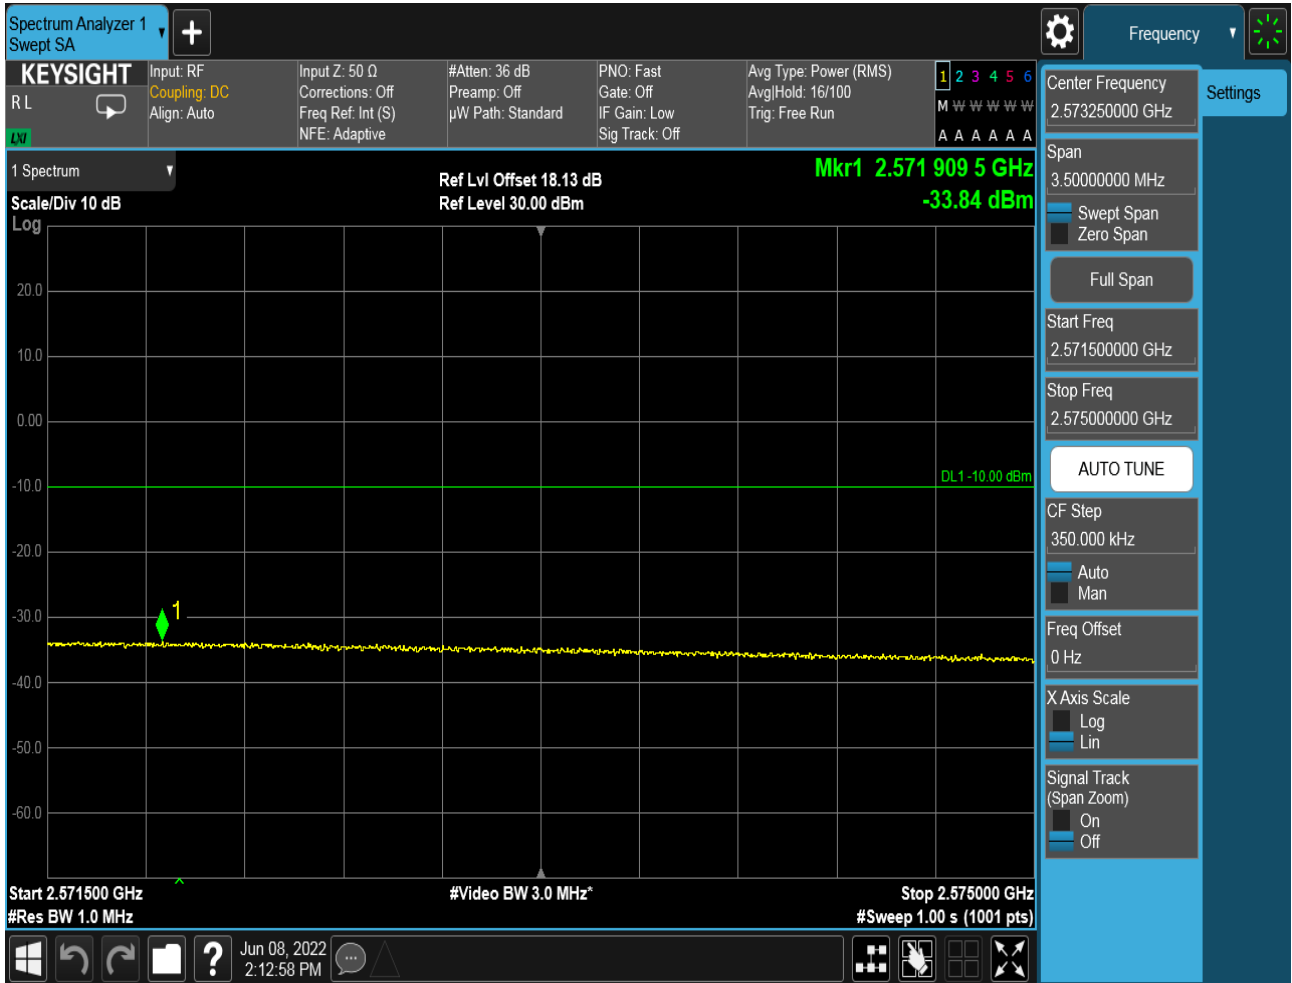 Spectrum Analyzer 1
Swept SA
Frequency
KEYSIGHT
R L
LXI
Input: RF
Coupling: DC
Align: Auto
Input Z: 50 Ω
Corrections: Off
Freq Ref: Int (S)
NFE: Adaptive
#Atten: 36 dB
Preamp: Off
µW Path: Standard
PNO: Fast
Gate: Off
IF Gain: Low
Sig Track: Off
Avg Type: Power (RMS)
Avg|Hold: 16/100
Trig: Free Run
1 2 3 4 5 6
M W W W W W
A A A A A A
1 Spectrum
Scale/Div 10 dB
Log
Ref Lvl Offset 18.13 dB
Ref Level 30.00 dBm
Mkr1 2.571 909 5 GHz
-33.84 dBm
20.0
10.0
0.00
-10.0
-20.0
-30.0
-40.0
-50.0
-60.0
DL1 -10.00 dBm
1
Start 2.571500 GHz
#Res BW 1.0 MHz
#Video BW 3.0 MHz*
Stop 2.575000 GHz
#Sweep 1.00 s (1001 pts)
Center Frequency
2.573250000 GHz
Span
3.50000000 MHz
Swept Span
Zero Span
Full Span
Start Freq
2.571500000 GHz
Stop Freq
2.575000000 GHz
AUTO TUNE
CF Step
350.000 kHz
Auto
Man
Freq Offset
0 Hz
X Axis Scale
Log
Lin
Signal Track
(Span Zoom)
On
Off
Settings
?
Jun 08, 2022
2:12:58 PM